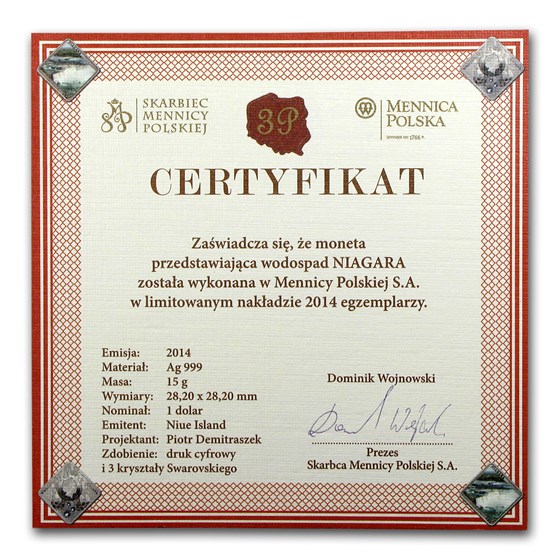 SKARBIEC
MENNICY
POLSKIEJ
3P
MENNICA
POLSKA
CERTYFIKAT
Zaświadcza się, że moneta
przedstawiająca wodospad NIAGARA
została wykonana w Mennicy Polskiej S.A.
w limitowanym nakładzie 2014 egzemplarzy.
Emisja: 2014
Materiał: Ag 999
Masa: 15 g
Wymiary: 28,20 x 28,20 mm
Nominał: 1 dolar
Emitent: Niue Island
Projektant: Piotr Demitraszek
Zdobienie: druk cyfrowy
i 3 kryształy Swarovskiego
Dominik Wojnowski
Prezes
Skarbca Mennicy Polskiej S.A.